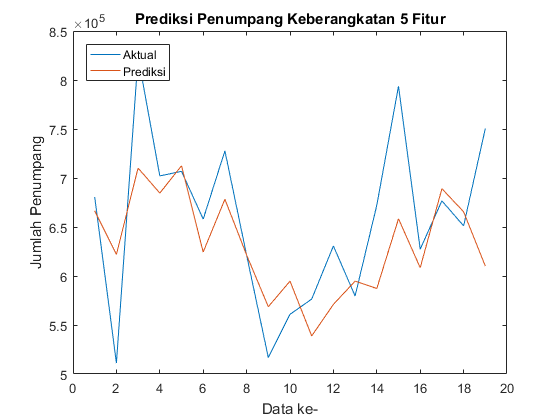 Prediksi Penumpang Keberangkatan 5 Fitur
×10^5
8.5
8
7.5
7
6.5
6
5.5
5
Jumlah Penumpang
Aktual
Prediksi
0 2 4 6 8 10 12 14 16 18 20
Data ke-